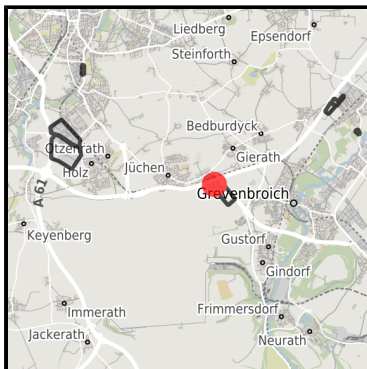 Liedberg
Epsendorf
Steinforth
Bedburdyck
Otzenrath
Holz
Jüchen
Gierath
A 61
Grevenbroich
Keyenberg
Gustorf
Gindorf
Immerath
Frimmersdorf
Jackerath
Neurath